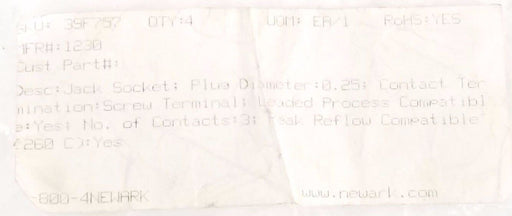 SKU: 39F757 QTY:4 UOM: EA/1 RoHS:YES
MFR#:1230
Cust Part#:
Desc:Jack Socket; Plug Diameter:0.25; Contact Ter
mination:Screw Terminal; Leaded Process Compatibl
e:Yes; No. of Contacts:3; Peak Reflow Compatible
(260 C):Yes
-800-4NEWARK www.newark.com